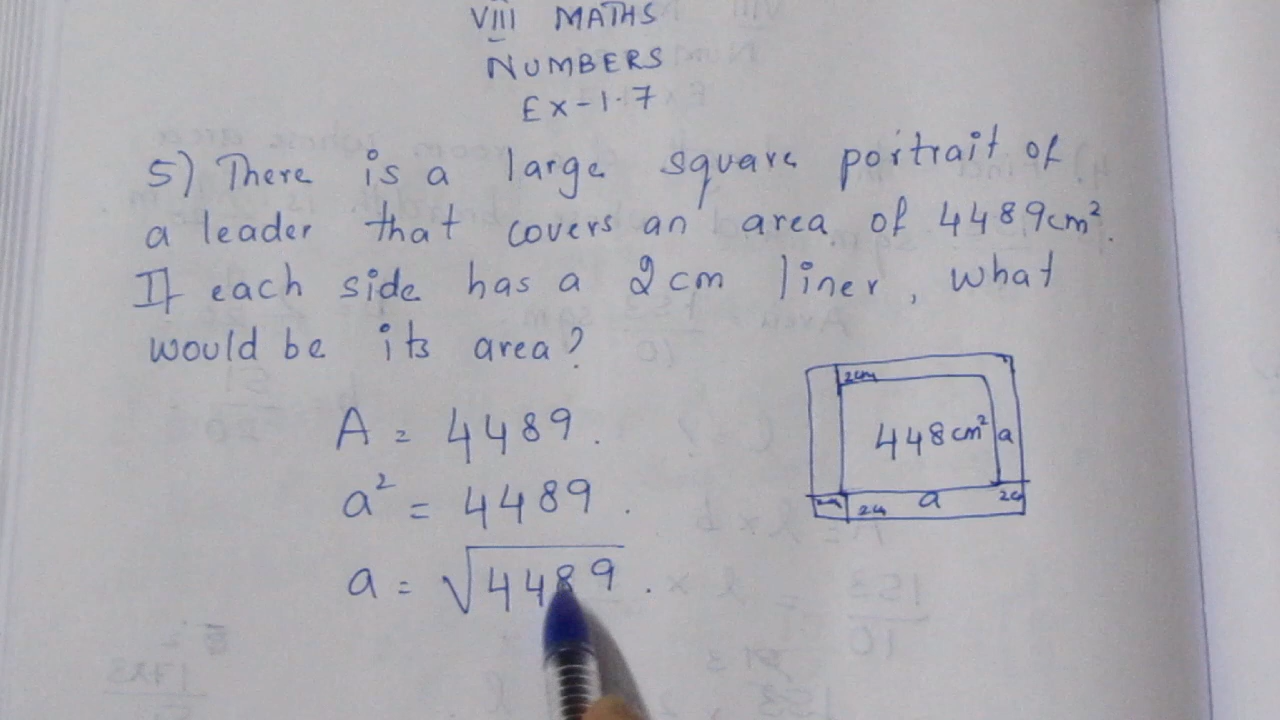 VIII MATHS
NUMBERS
Ex-1.7
5) There is a large square portrait of
a leader that covers an area of 4489cm².
If each side has a 2cm liner, what
would be its area?
A = 4489.
a² = 4489.
a = √4489.
2cm
448cm² a
a 2c
2cm